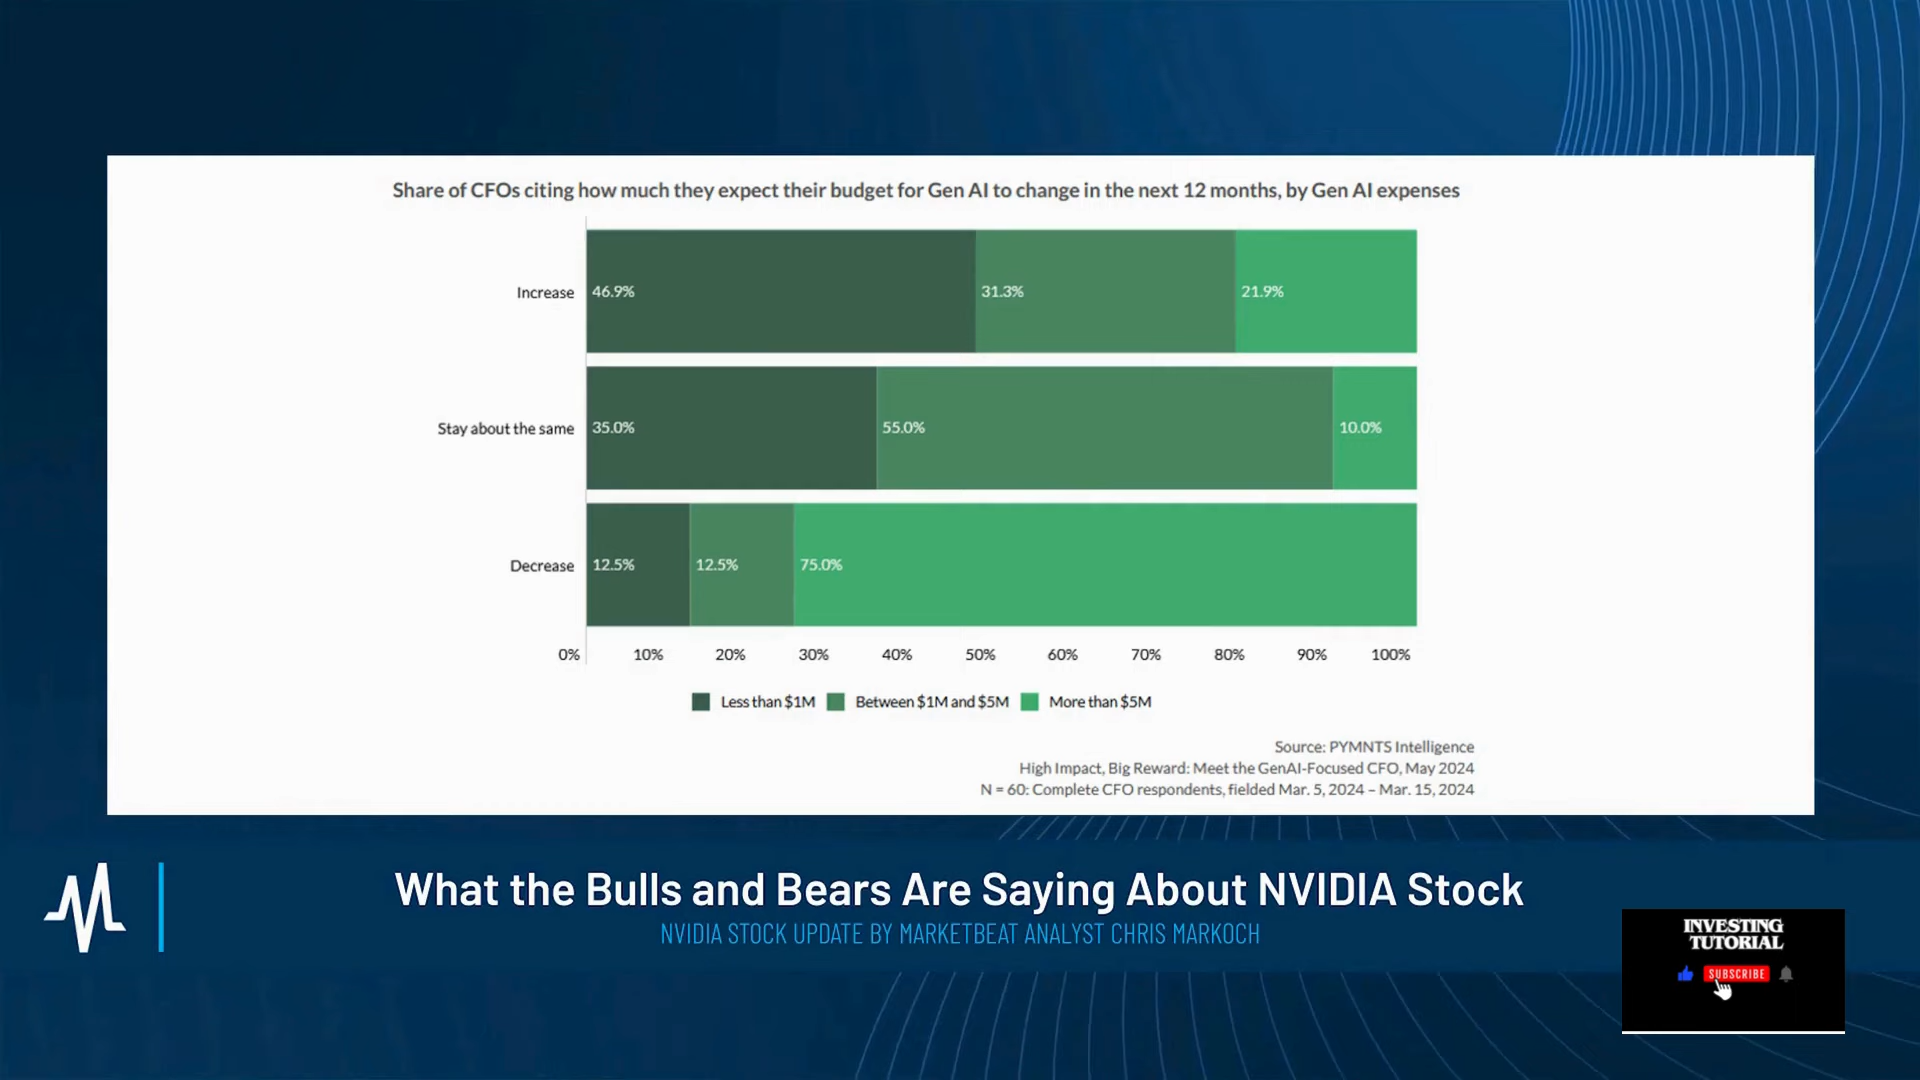 Share of CFOs citing how much they expect their budget for Gen AI to change in the next 12 months, by Gen AI expenses
Increase 46.9% 31.3% 21.9%
Stay about the same 35.0% 55.0% 10.0%
Decrease 12.5% 12.5% 75.0%
0% 10% 20% 30% 40% 50% 60% 70% 80% 90% 100%
Less than $1M Between $1M and $5M More than $5M
Source: PYMNTS Intelligence
High Impact, Big Reward: Meet the GenAI-Focused CFO, May 2024
N = 60: Complete CFO respondents, fielded Mar. 5, 2024 – Mar. 15, 2024
What the Bulls and Bears Are Saying About NVIDIA Stock
NVIDIA STOCK UPDATE BY MARKETBEAT ANALYST CHRIS MARKOCH
INVESTING
TUTORIAL
SUBSCRIBE